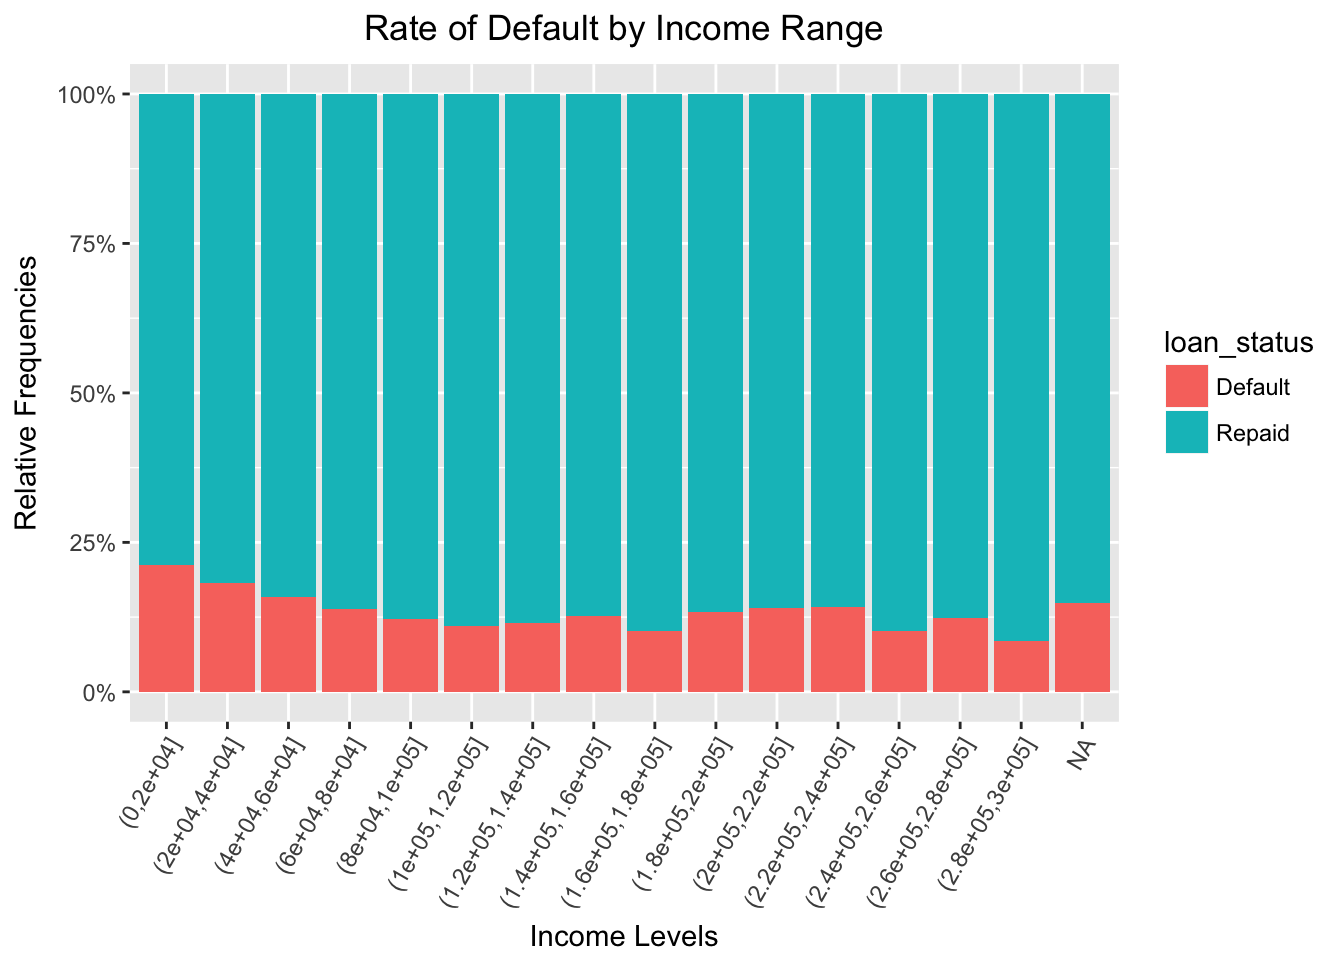 Rate of Default by Income Range
100%
75%
50%
25%
0%
Relative Frequencies
(0,2e+04]
(2e+04,4e+04]
(4e+04,6e+04]
(6e+04,8e+04]
(8e+04,1e+05]
(1e+05,1.2e+05]
(1.2e+05,1.4e+05]
(1.4e+05,1.6e+05]
(1.6e+05,1.8e+05]
(1.8e+05,2e+05]
(2e+05,2.2e+05]
(2.2e+05,2.4e+05]
(2.4e+05,2.6e+05]
(2.6e+05,2.8e+05]
(2.8e+05,3e+05]
NA
Income Levels
loan_status
Default
Repaid